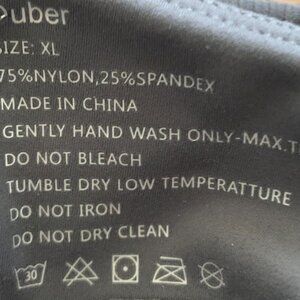 uber
SIZE: XL
75%NYLON,25%SPANDEX
MADE IN CHINA
GENTLY HAND WASH ONLY-MAX.T
DO NOT BLEACH
TUMBLE DRY LOW TEMPERATTURE
DO NOT IRON
DO NOT DRY CLEAN
30